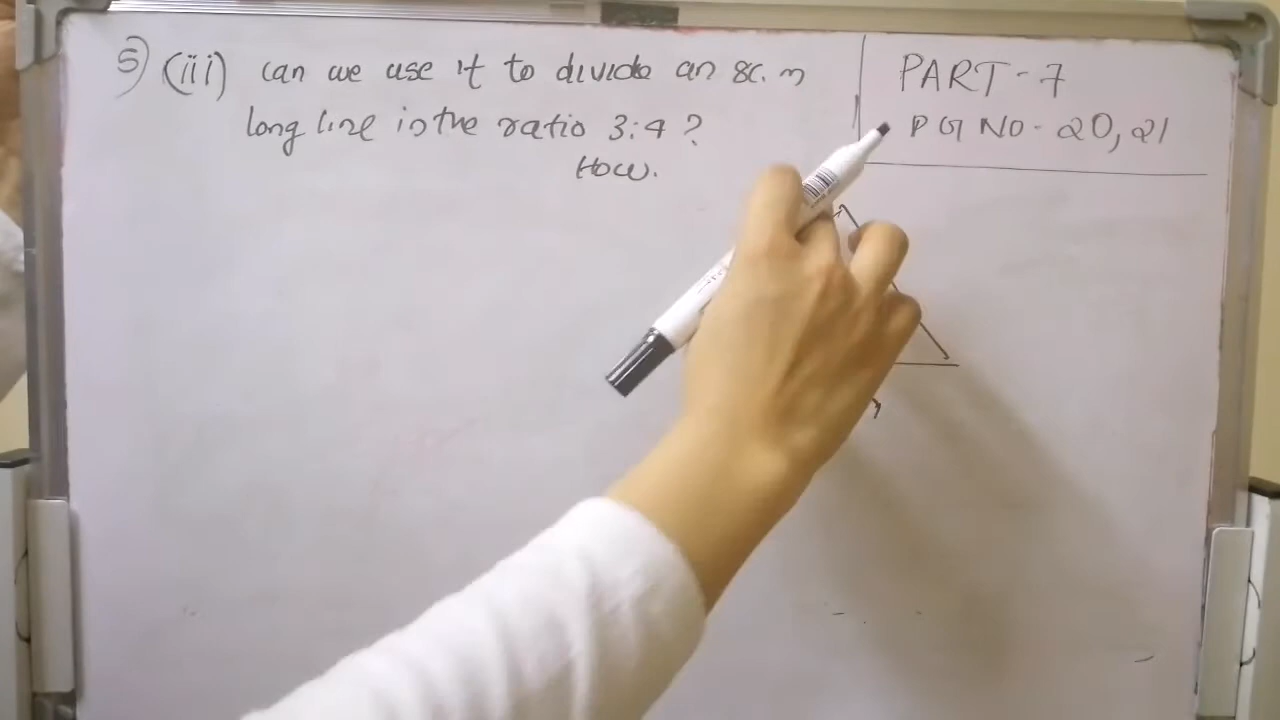 5) (iii) can we use it to divide an 8c.m
long line in the ratio 3:4 ?
How.
PART-7
PG NO- 20, 21